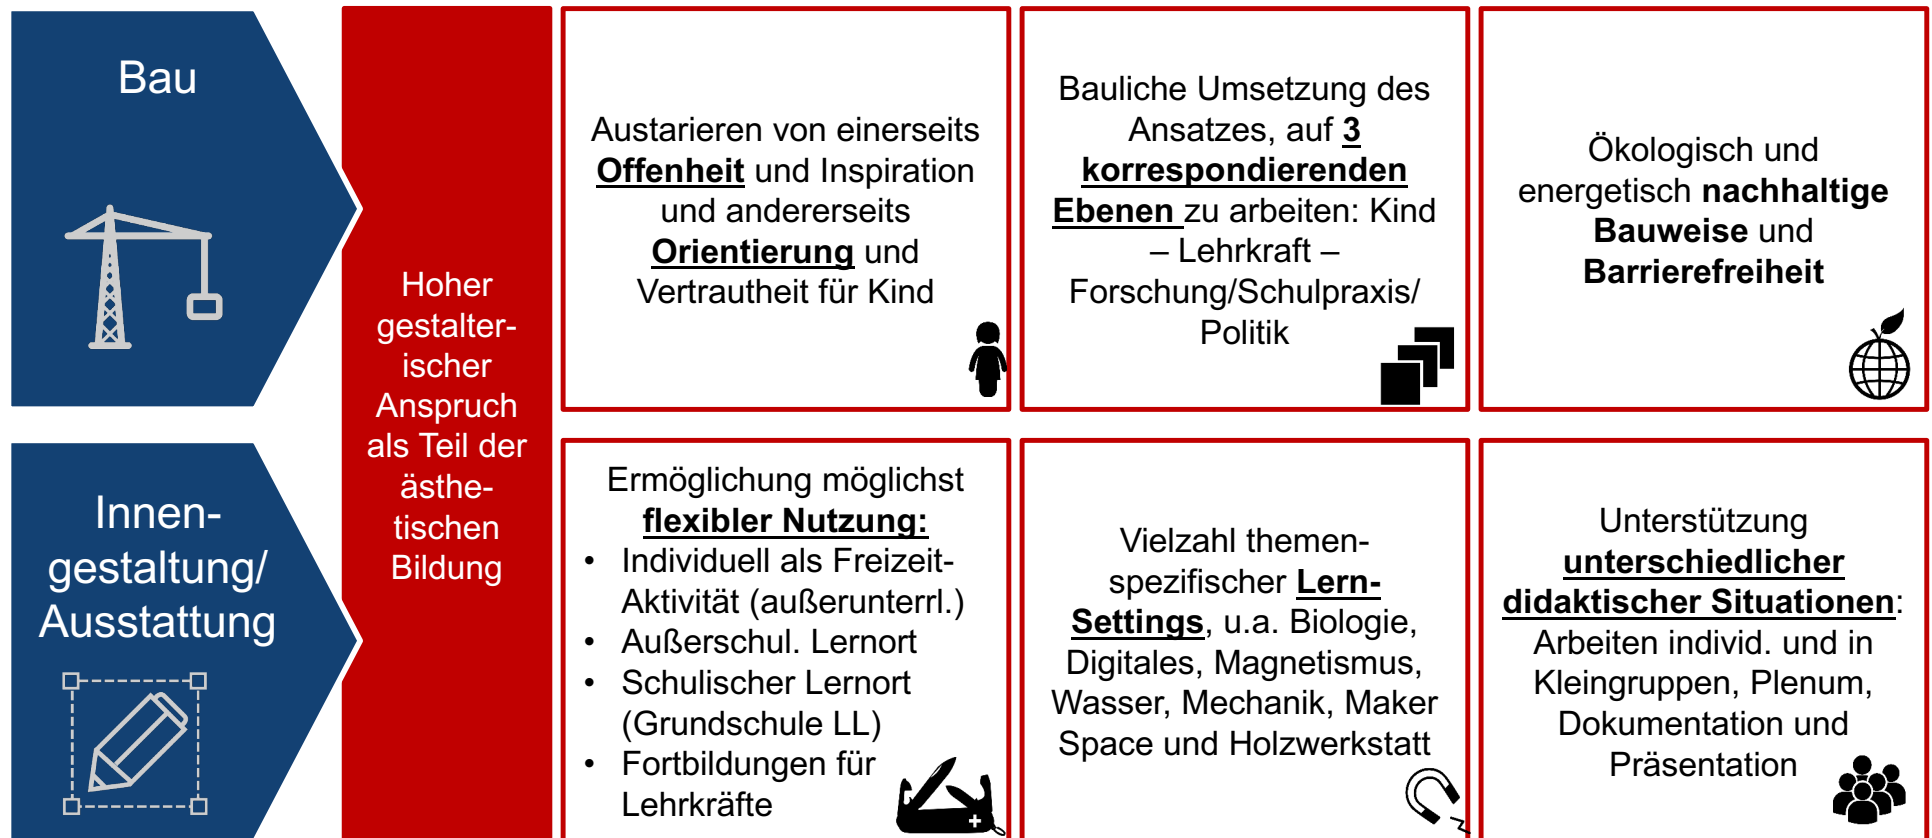 Bau
Hoher
gestalter-
ischer
Anspruch
als Teil der
ästhe-
tischen
Bildung
Austarieren von einerseits
Offenheit und Inspiration
und andererseits
Orientierung und
Vertrautheit für Kind
Bauliche Umsetzung des
Ansatzes, auf 3
korrespondierenden
Ebenen zu arbeiten: Kind
– Lehrkraft –
Forschung/Schulpraxis/
Politik
Ökologisch und
energetisch nachhaltige
Bauweise und
Barrierefreiheit
Innen-
gestaltung/
Ausstattung
Ermöglichung möglichst
flexibler Nutzung:
• Individuell als Freizeit-
Aktivität (außerunterrl.)
• Außerschul. Lernort
• Schulischer Lernort
(Grundschule LL)
• Fortbildungen für
Lehrkräfte
Vielzahl themen-
spezifischer Lern-
Settings, u.a. Biologie,
Digitales, Magnetismus,
Wasser, Mechanik, Maker
Space und Holzwerkstatt
Unterstützung
unterschiedlicher
didaktischer Situationen:
Arbeiten individ. und in
Kleingruppen, Plenum,
Dokumentation und
Präsentation